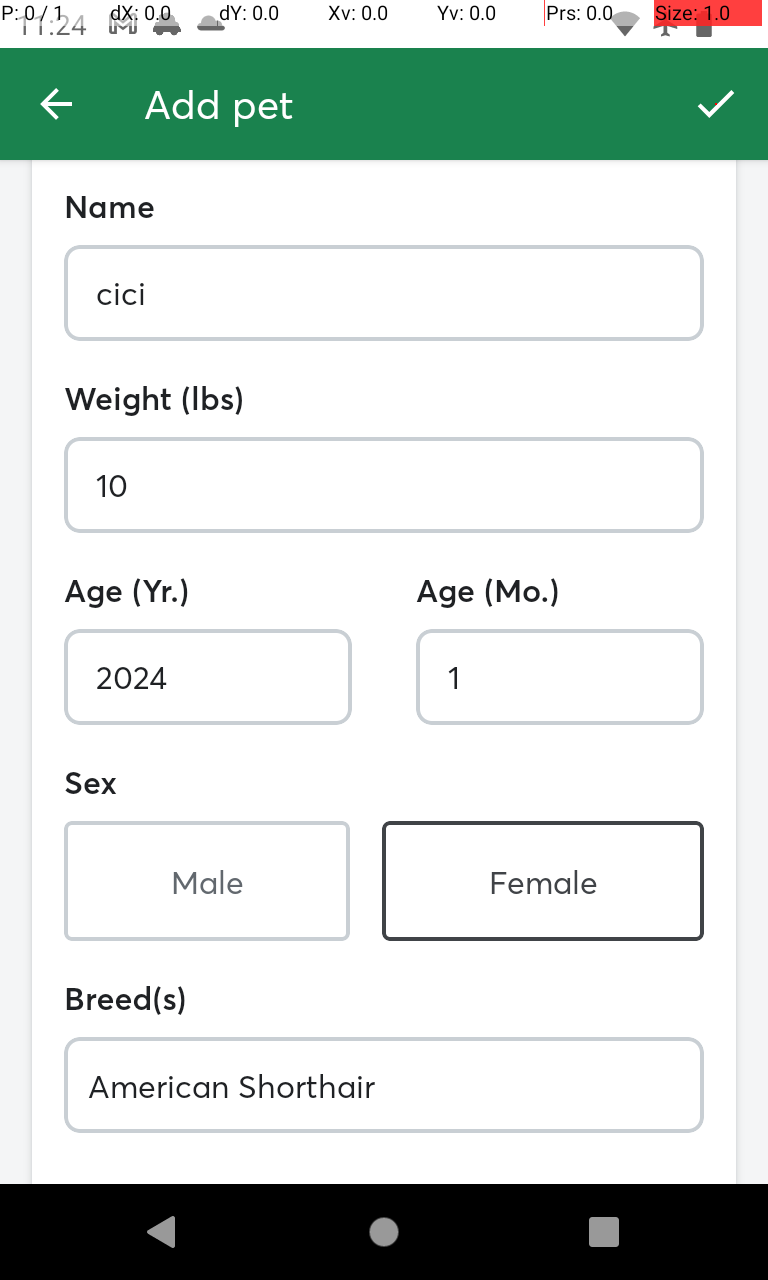 P: 0 / 1 dX: 0.0 dY: 0.0 Xv: 0.0 Yv: 0.0 Prs: 0.0 Size: 1.0
11:24
Add pet
Name
cici
Weight (lbs)
10
Age (Yr.) Age (Mo.)
2024 1
Sex
Male Female
Breed(s)
American Shorthair